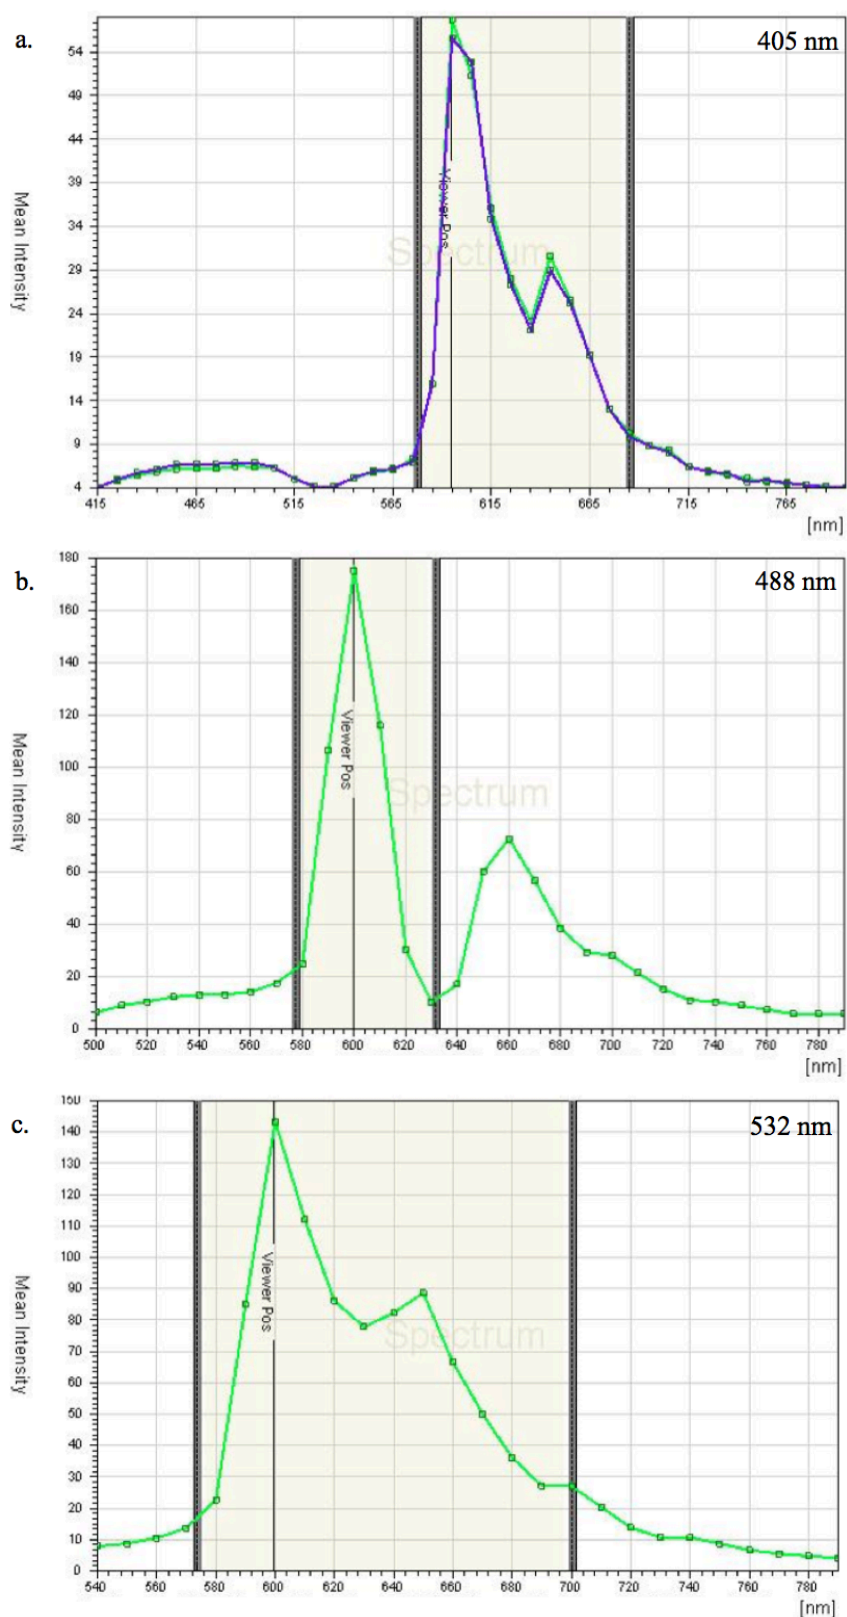 a.
405 nm
54
49
44
39
34
29
24
19
14
9
4
Mean Intensity
Viewer Pos
Spectrum
415 465 515 565 615 665 715 765
[nm]
b.
488 nm
180
160
140
120
100
80
60
40
20
0
Mean Intensity
Viewer Pos
Spectrum
500 520 540 560 580 600 620 640 660 680 700 720 740 760 780
[nm]
c.
532 nm
150
140
130
120
110
100
90
80
70
60
50
40
30
20
10
0
Mean Intensity
Viewer Pos
Spectrum
540 560 580 600 620 640 660 680 700 720 740 760 780
[nm]